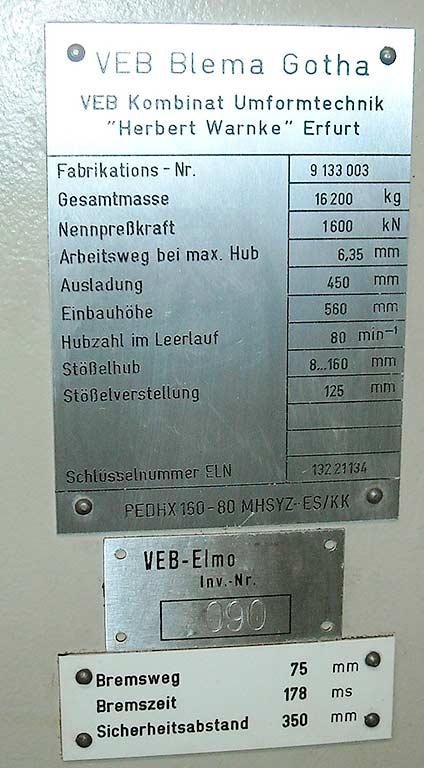 VEB Blema Gotha
VEB Kombinat Umformtechnik
"Herbert Warnke" Erfurt
Fabrikations-Nr. 9 133 003
Gesamtmasse 16 200 kg
Nennpreßkraft 1 600 kN
Arbeitsweg bei max. Hub 6,35 mm
Ausladung 450 mm
Einbauhöhe 560 mm
Hubzahl im Leerlauf 80 min⁻¹
Stößelhub 8...160 mm
Stößelverstellung 125 mm
Schlüsselnummer ELN 132 21134
PEDHX 160-80 MHSYZ-ES/KK
VEB-Elmo
Inv.-Nr.
090
Bremsweg 75 mm
Bremszeit 178 ms
Sicherheitsabstand 350 mm